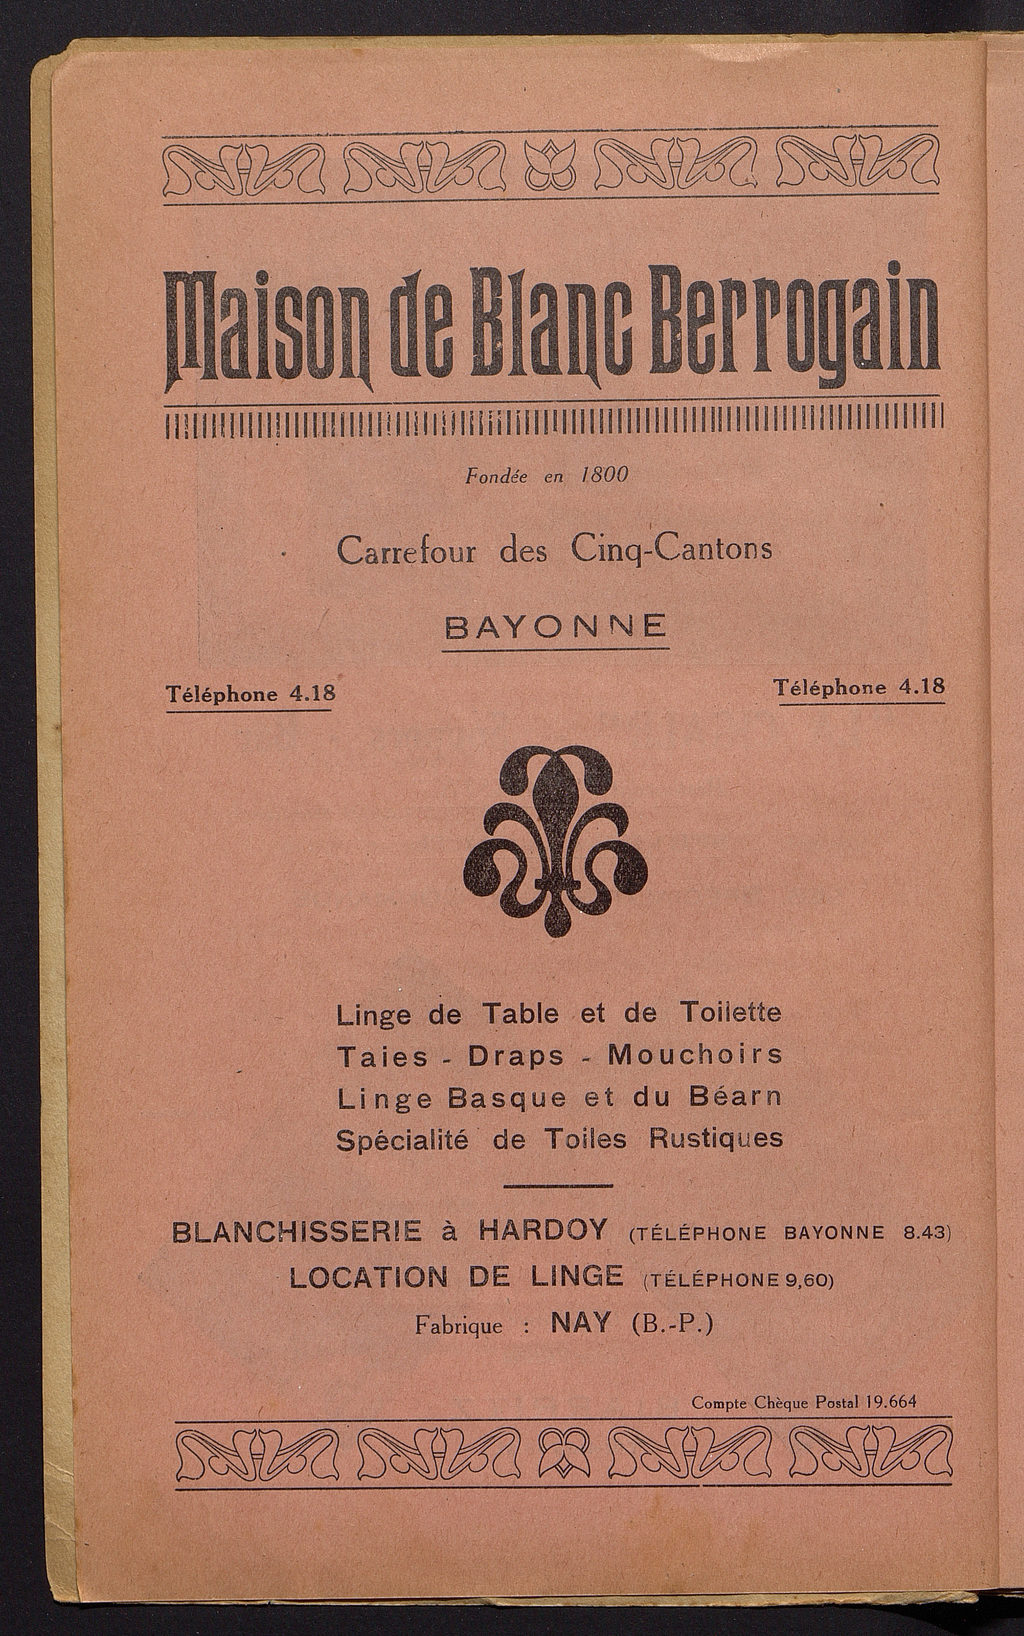 Maison de Blanc Berrogain
Fondée en 1800
Carrefour des Cinq-Cantons
BAYONNE
Téléphone 4.18 Téléphone 4.18
Linge de Table et de Toilette
Taies - Draps - Mouchoirs
Linge Basque et du Béarn
Spécialité de Toiles Rustiques
BLANCHISSERIE à HARDOY (TÉLÉPHONE BAYONNE 8.43)
LOCATION DE LINGE (TÉLÉPHONE 9,60)
Fabrique : NAY (B.-P.)
Compte Chèque Postal 19.664